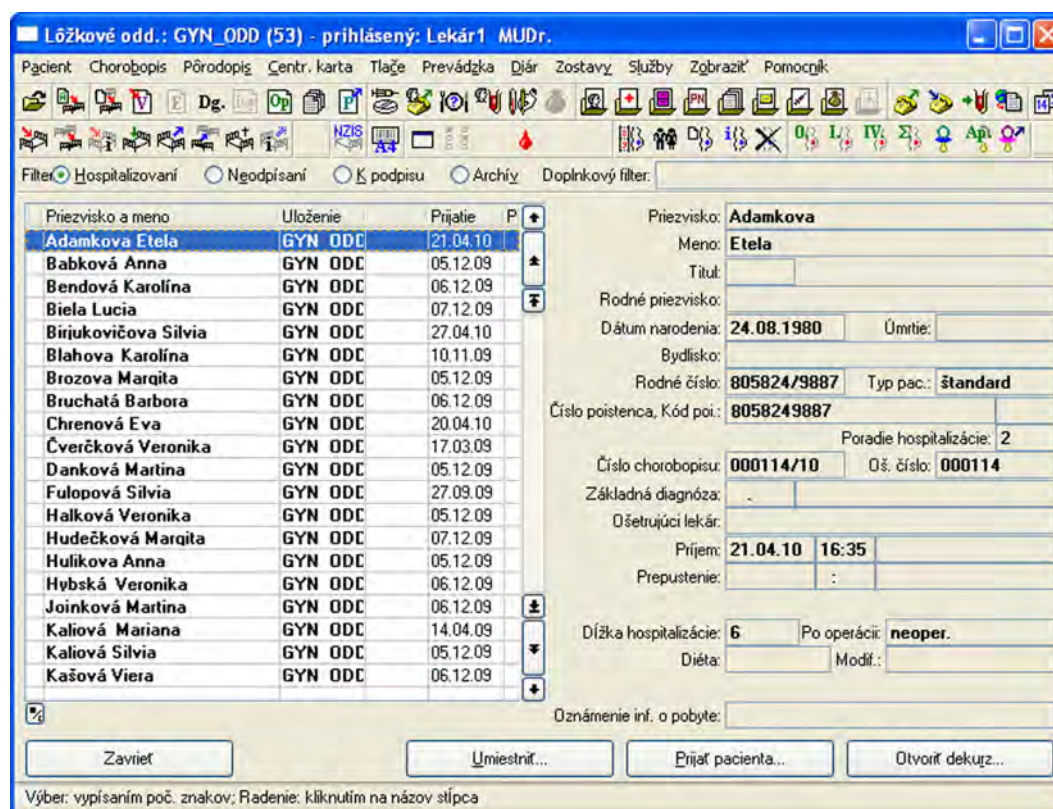 Lôžkové odd.: GYN_ODD (53) - prihlásený: Lekár1 MUDr.
Pacient Chorobopis Pôrodopis Centr. karta Tlače Prevádzka Diár Zostavy Služby Zobraziť Pomocník
V E Dg. Op P PN 14
NZIS A4 D i 0 I. IV. Σ Ap
Filter Hospitalizovaní Neodpísaní K podpisu Archív Doplnkový filter:
Priezvisko a meno Uloženie Prijatie P
Adamkova Etela GYN ODD 21.04.10
Babková Anna GYN ODD 05.12.09
Bendová Karolína GYN ODD 06.12.09
Biela Lucia GYN ODD 07.12.09
Birjukovičova Silvia GYN ODD 27.04.10
Blahova Karolína GYN ODD 10.11.09
Brozova Margita GYN ODD 05.12.09
Bruchatá Barbora GYN ODD 06.12.09
Chrenová Eva GYN ODD 20.04.10
Čverčková Veronika GYN ODD 17.03.09
Danková Martina GYN ODD 05.12.09
Fulopová Silvia GYN ODD 27.09.09
Halková Veronika GYN ODD 05.12.09
Hudečková Margita GYN ODD 07.12.09
Hulikova Anna GYN ODD 05.12.09
Hybská Veronika GYN ODD 06.12.09
Joinková Martina GYN ODD 06.12.09
Kaliová Mariana GYN ODD 14.04.09
Kaliová Silvia GYN ODD 05.12.09
Kašová Viera GYN ODD 06.12.09
Priezvisko: Adamkova
Meno: Etela
Titul:
Rodné priezvisko:
Dátum narodenia: 24.08.1980 Úmrtie:
Bydlisko:
Rodné číslo: 805824/9887 Typ pac.: štandard
Číslo poistenca, Kód poi.: 8058249887
Poradie hospitalizácie: 2
Číslo chorobopisu: 000114/10 Oš. číslo: 000114
Základná diagnóza: .
Ošetrujúci lekár:
Príjem: 21.04.10 16:35
Prepustenie: :
Dĺžka hospitalizácie: 6 Po operácii: neoper.
Diéta: Modif.:
Oznámenie inf. o pobyte:
Zavrieť Umiestniť... Prijať pacienta... Otvoriť dekurz...
Výber: vypísaním poč. znakov; Radenie: kliknutím na názov stĺpca